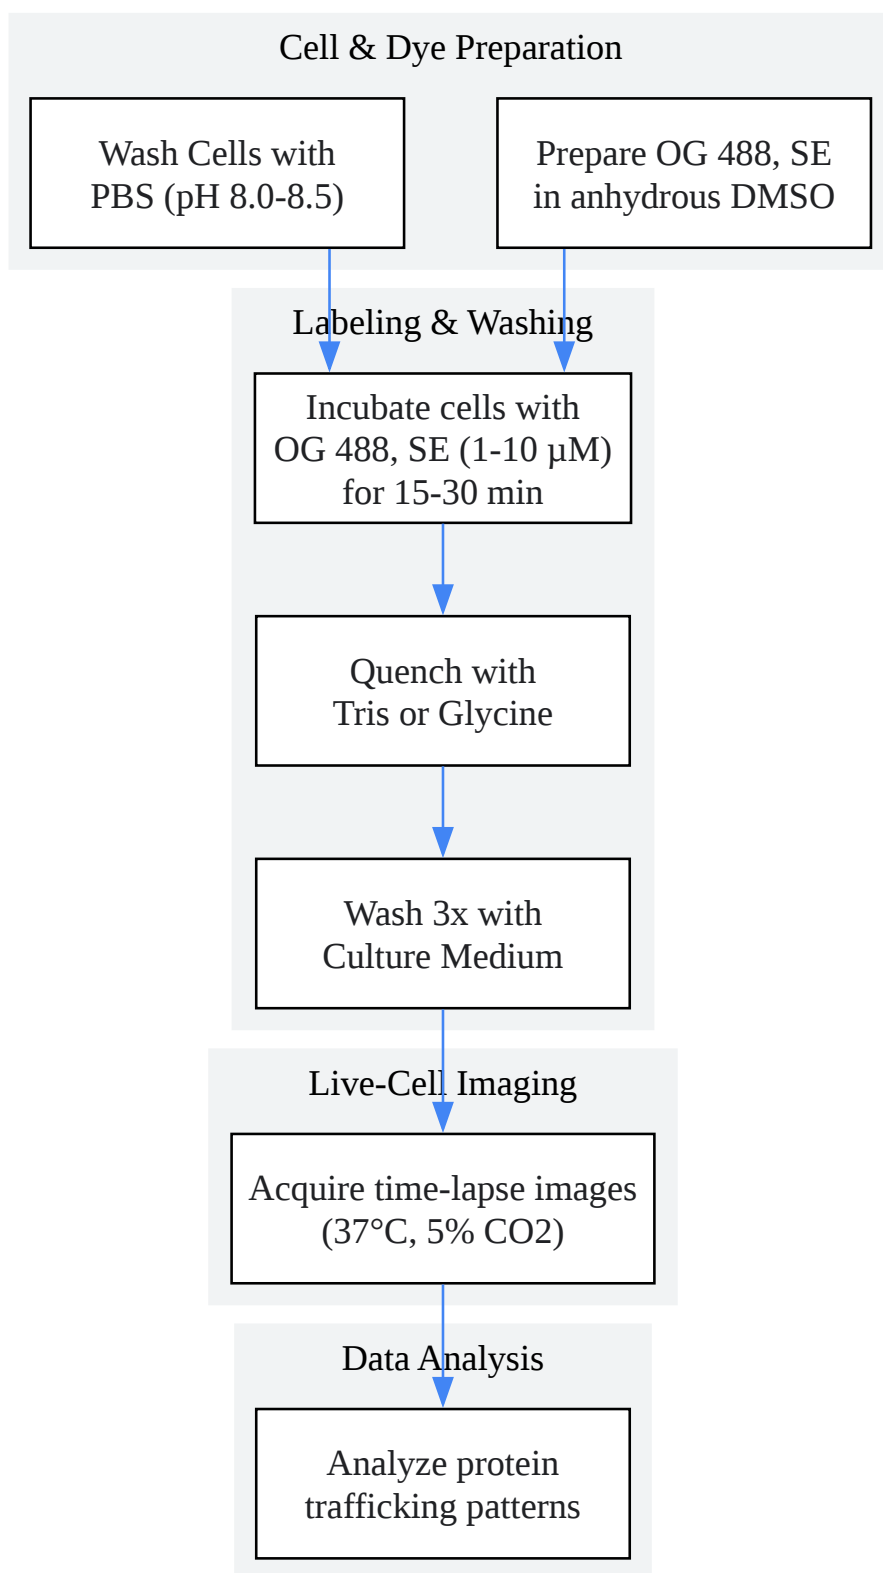 Cell & Dye Preparation
Wash Cells with
PBS (pH 8.0-8.5)
Prepare OG 488, SE
in anhydrous DMSO
Labeling & Washing
Incubate cells with
OG 488, SE (1-10 µM)
for 15-30 min
Quench with
Tris or Glycine
Wash 3x with
Culture Medium
Live-Cell Imaging
Acquire time-lapse images
(37°C, 5% CO2)
Data Analysis
Analyze protein
trafficking patterns